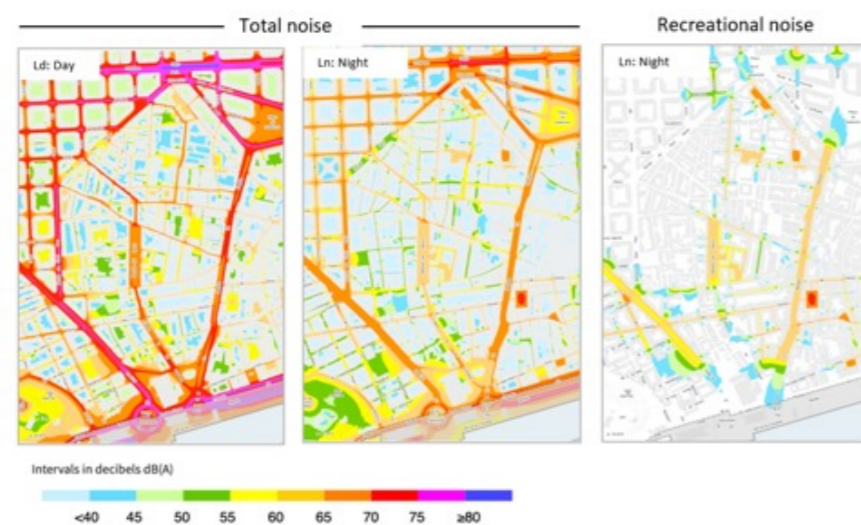 Total noise
Recreational noise
Ld: Day
Ln: Night
Ln: Night
Intervals in decibels dB(A)
<40 45 50 55 60 65 70 75 ≥80